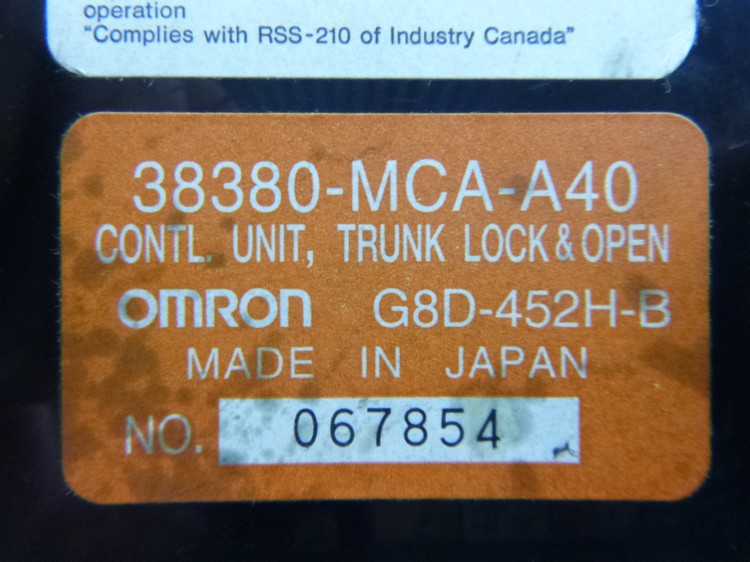 operation
"Complies with RSS-210 of Industry Canada"
38380-MCA-A40
CONTL. UNIT, TRUNK LOCK & OPEN
OMRON G8D-452H-B
MADE IN JAPAN
NO. 067854